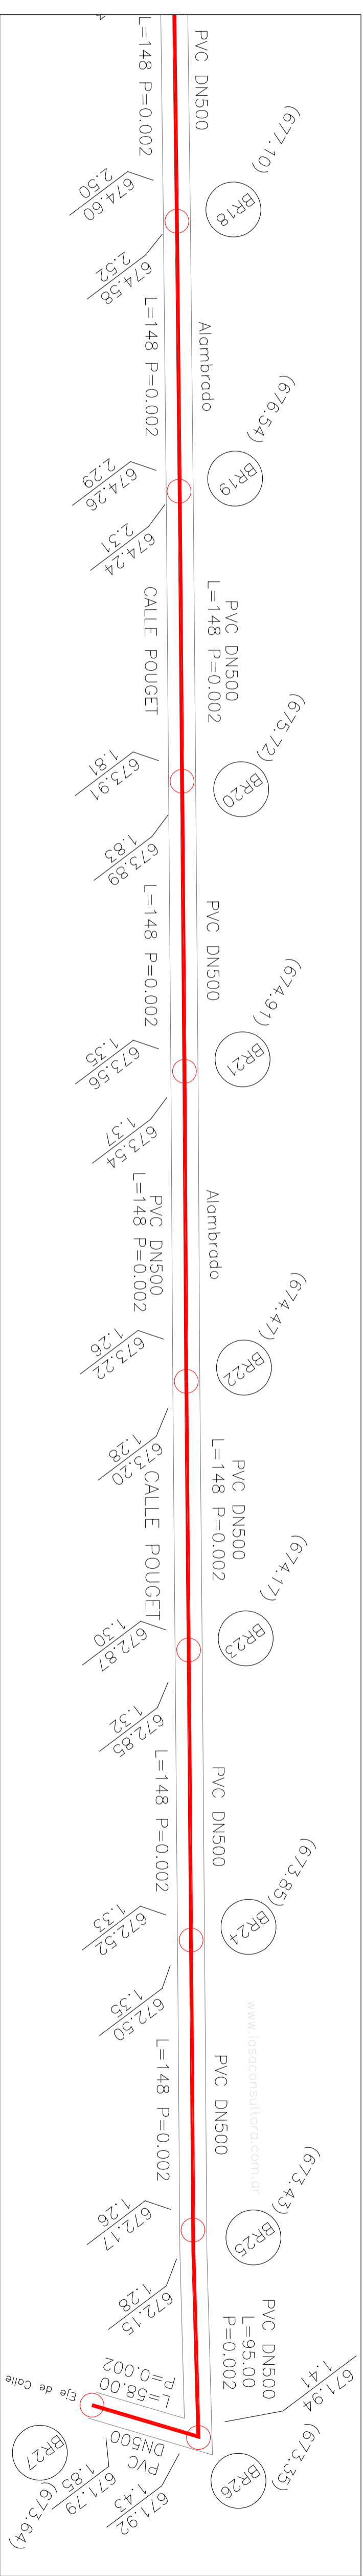 L=148 P=0.002
PVC DN500
(677.10)
BR18
674.60
2.50
674.58
2.52
L=148 P=0.002
Alambrado
(676.54)
BR19
674.26
2.29
674.24
2.31
CALLE POUGET
PVC DN500
L=148 P=0.002
(675.72)
BR20
673.91
1.81
673.89
1.83
L=148 P=0.002
PVC DN500
(674.91)
BR21
673.56
1.35
673.54
1.37
PVC DN500
L=148 P=0.002
Alambrado
(674.47)
BR22
673.22
1.26
673.20
1.28
CALLE POUGET
PVC DN500
L=148 P=0.002
(674.17)
BR23
672.87
1.30
672.85
1.32
L=148 P=0.002
PVC DN500
(673.85)
BR24
672.52
1.33
672.50
1.35
www.iasaconsultora.com.ar
L=148 P=0.002
PVC DN500
(673.43)
BR25
672.17
1.26
672.15
1.28
PVC DN500
L=95.00
P=0.002
671.94
1.41
(673.35)
BR26
671.92
1.43
L=58.00
P=0.002
PVC
DN500
Eje de Calle
BR27
671.79
1.85
(673.64)